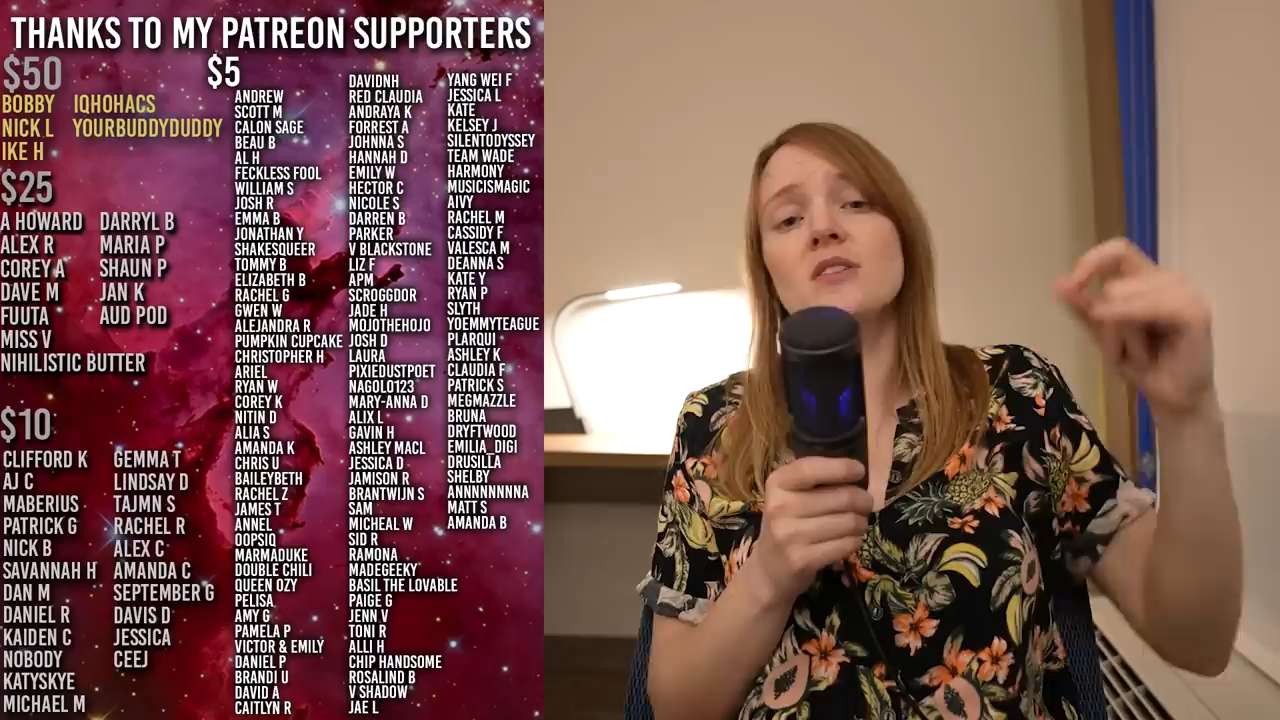 THANKS TO MY PATREON SUPPORTERS
$50
BOBBY
NICK L
IKE H
IQHOHACS
YOURBUDDYDUDDY
$25
A HOWARD
ALEX R
COREY A
DAVE M
FUUTA
MISS V
NIHILISTIC BUTTER
DARRYL B
MARIA P
SHAUN P
JAN K
AUD POD
$10
CLIFFORD K
AJ C
MABERIUS
PATRICK G
NICK B
SAVANNAH H
DAN M
DANIEL R
KAIDEN C
NOBODY
KATYSKYE
MICHAEL M
GEMMA T
LINDSAY D
TAJMN S
RACHEL R
ALEX C
AMANDA C
SEPTEMBER G
DAVIS D
JESSICA
CEEJ
$5
ANDREW
SCOTT M
CALON SAGE
BEAU B
AL H
FECKLESS FOOL
WILLIAM S
JOSH R
EMMA B
JONATHAN Y
SHAKESQUEER
TOMMY B
ELIZABETH B
RACHEL G
GWEN W
ALEJANDRA R
PUMPKIN CUPCAKE
CHRISTOPHER H
ARIEL
RYAN W
COREY K
NITIN D
ALIA S
AMANDA K
CHRIS U
BAILEYBETH
RACHEL Z
JAMES T
ANNEL
OOPSIQ
MARMADUKE
DOUBLE CHILI
QUEEN OZY
PELISA
AMY G
PAMELA P
VICTOR & EMILY
DANIEL P
BRANDI U
DAVID A
CAITLYN R
DAVIDNH
RED CLAUDIA
ANDRAYA K
FORREST A
JOHNNA S
HANNAH D
EMILY W
HECTOR C
NICOLE S
DARREN B
PARKER
V BLACKSTONE
LIZ F
APM
SCROGGDOR
JADE H
MOJOTHEHOJO
JOSH D
LAURA
PIXIEDUSTPOET
NAGOLO123
MARY-ANNA D
ALIX L
GAVIN H
ASHLEY MACL
JESSICA D
JAMISON R
BRANTWIJN S
SAM
MICHEAL W
SID R
RAMONA
MADEGEEKY
BASIL THE LOVABLE
PAIGE G
JENN V
TONI R
ALLI H
CHIP HANDSOME
ROSALIND B
V SHADOW
JAE L
YANG WEI F
JESSICA L
KATE
KELSEY J
SILENTODYSSEY
TEAM WADE
HARMONY
MUSICISMAGIC
AIVY
RACHEL M
CASSIDY F
VALESCA M
DEANNA S
KATE Y
RYAN P
SLYTH
YOEMMYTEAGUE
PLARQUI
ASHLEY K
CLAUDIA F
PATRICK S
MEGMAZZLE
BRUNA
DRYFTWOOD
EMILIA_DIGI
DRUSILLA
SHELBY
ANNNNNNNNA
MATT S
AMANDA B